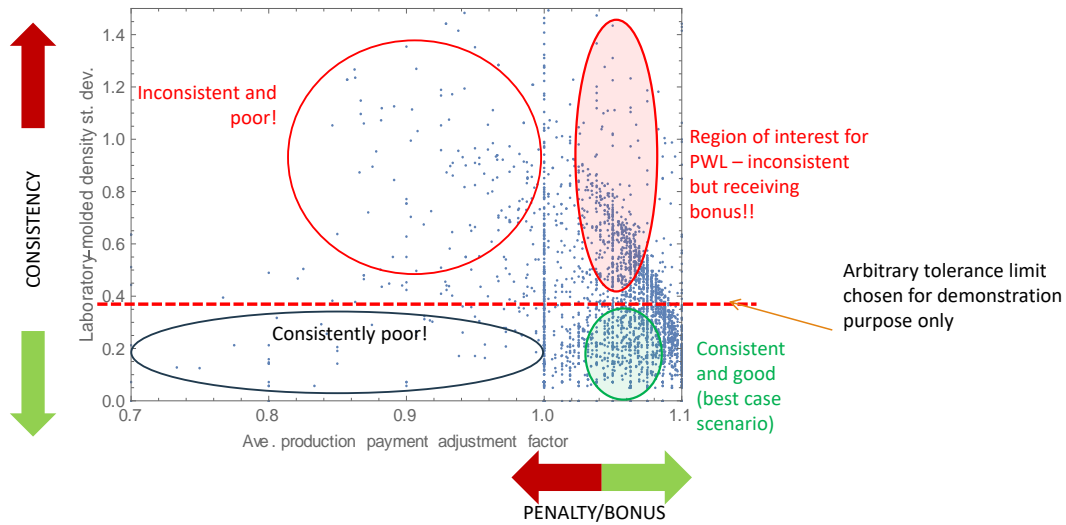 1.4
1.2
1.0
0.8
0.6
0.4
0.2
0.0
0.7
0.8
0.9
1.0
1.1
Laboratory-molded density st. dev.
Ave. production payment adjustment factor
CONSISTENCY
PENALTY/BONUS
Inconsistent and
poor!
Consistently poor!
Region of interest for
PWL – inconsistent
but receiving
bonus!!
Arbitrary tolerance limit
chosen for demonstration
purpose only
Consistent
and good
(best case
scenario)